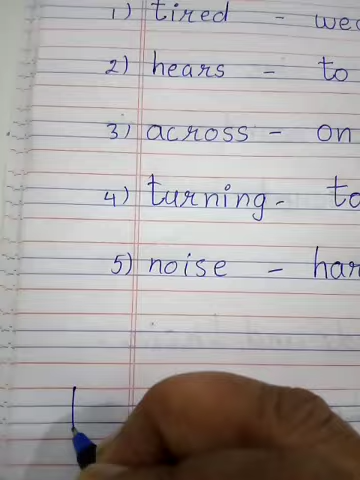 1) tired -
2) hears - to
3) across - on
4) turning -
5) noise -